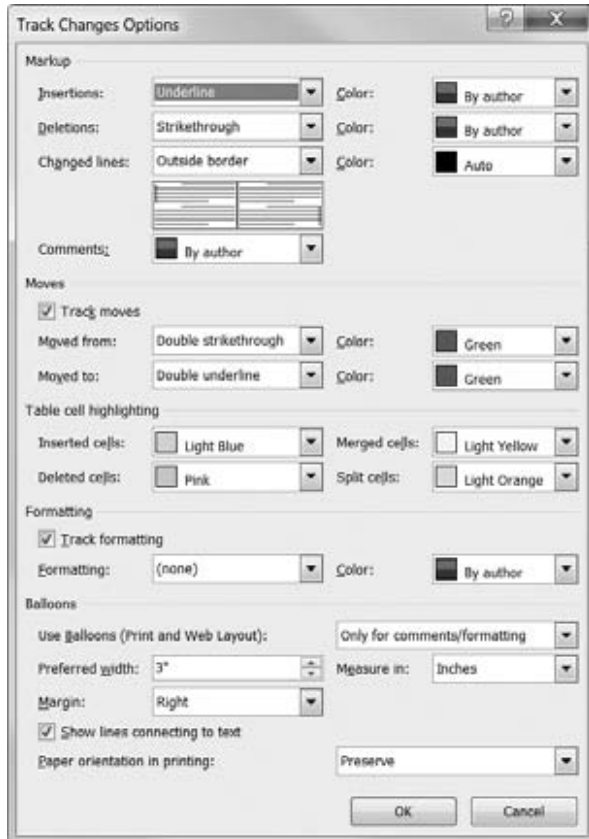 Track Changes Options
Markup
Insertions: Underline Color: By author
Deletions: Strikethrough Color: By author
Changed lines: Outside border Color: Auto
Comments: By author
Moves
Track moves
Moved from: Double strikethrough Color: Green
Moved to: Double underline Color: Green
Table cell highlighting
Inserted cells: Light Blue Merged cells: Light Yellow
Deleted cells: Pink Split cells: Light Orange
Formatting
Track formatting
Formatting: (none) Color: By author
Balloons
Use Balloons (Print and Web Layout): Only for comments/formatting
Preferred width: 3" Measure in: Inches
Margin: Right
Show lines connecting to text
Paper orientation in printing: Preserve
OK Cancel